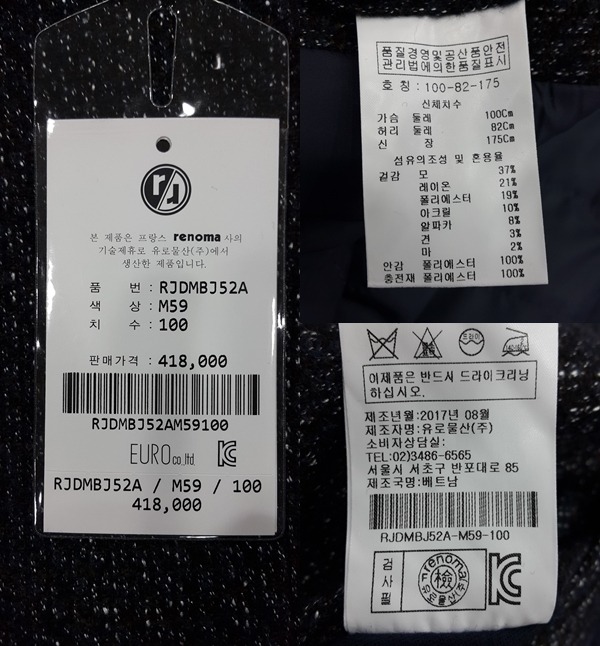 본 제품은 프랑스 renoma 사의
기술제휴로 유로물산(주)에서
생산한 제품입니다.
품 번 : RJDMBJ52A
색 상 : M59
치 수 : 100
판매가격 : 418,000
RJDMBJ52AM59100
EURO co.,ltd.
RJDMBJ52A / M59 / 100
418,000
품질경영및공산품안전
관리법에의한품질표시
호 칭 : 100-82-175
신체치수
가슴 둘레 100Cm
허리 둘레 82Cm
신 장 175Cm
섬유의조성 및 혼용율
겉감 모 37%
레이온 21%
폴리에스터 19%
아크릴 10%
알파카 8%
견 3%
마 2%
안감 폴리에스터 100%
충전재 폴리에스터 100%
드라이
이제품은 반드시 드라이크리닝
하십시오.
제조년월:2017년 08월
제조자명:유로물산(주)
소비자상담실:
TEL:02)3486-6565
서울시 서초구 반포대로 85
제조국명:베트남
RJDMBJ52A-M59-100
검사필
renoma
檢
유로물산(주)